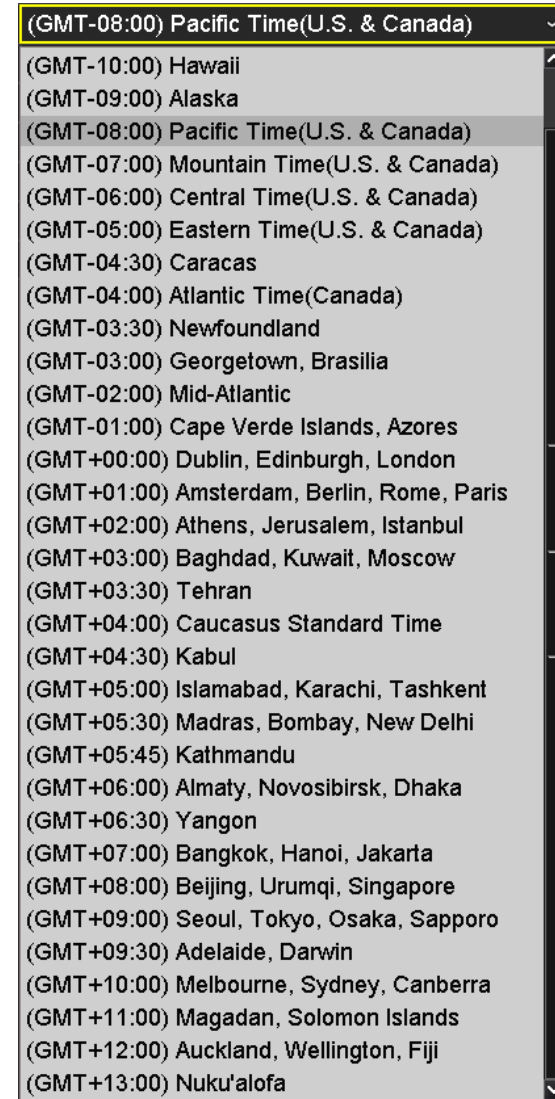 (GMT-08:00) Pacific Time(U.S. & Canada)
(GMT-10:00) Hawaii
(GMT-09:00) Alaska
(GMT-08:00) Pacific Time(U.S. & Canada)
(GMT-07:00) Mountain Time(U.S. & Canada)
(GMT-06:00) Central Time(U.S. & Canada)
(GMT-05:00) Eastern Time(U.S. & Canada)
(GMT-04:30) Caracas
(GMT-04:00) Atlantic Time(Canada)
(GMT-03:30) Newfoundland
(GMT-03:00) Georgetown, Brasilia
(GMT-02:00) Mid-Atlantic
(GMT-01:00) Cape Verde Islands, Azores
(GMT+00:00) Dublin, Edinburgh, London
(GMT+01:00) Amsterdam, Berlin, Rome, Paris
(GMT+02:00) Athens, Jerusalem, Istanbul
(GMT+03:00) Baghdad, Kuwait, Moscow
(GMT+03:30) Tehran
(GMT+04:00) Caucasus Standard Time
(GMT+04:30) Kabul
(GMT+05:00) Islamabad, Karachi, Tashkent
(GMT+05:30) Madras, Bombay, New Delhi
(GMT+05:45) Kathmandu
(GMT+06:00) Almaty, Novosibirsk, Dhaka
(GMT+06:30) Yangon
(GMT+07:00) Bangkok, Hanoi, Jakarta
(GMT+08:00) Beijing, Urumqi, Singapore
(GMT+09:00) Seoul, Tokyo, Osaka, Sapporo
(GMT+09:30) Adelaide, Darwin
(GMT+10:00) Melbourne, Sydney, Canberra
(GMT+11:00) Magadan, Solomon Islands
(GMT+12:00) Auckland, Wellington, Fiji
(GMT+13:00) Nuku'alofa